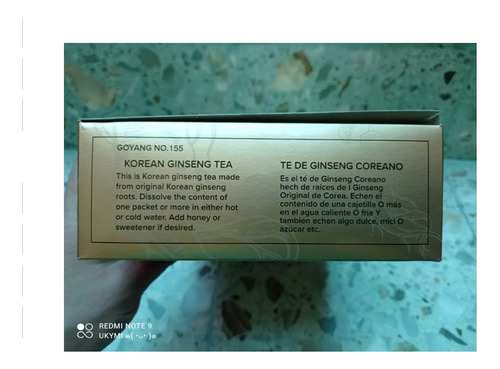 GOYANG NO.155
KOREAN GINSENG TEA
This is Korean ginseng tea made
from original Korean ginseng
roots. Dissolve the content of
one packet or more in either hot
or cold water. Add honey or
sweetener if desired.
TE DE GINSENG COREANO
Es el té de Ginseng Coreano
hech de raices de l Ginseng
Original de Corea. Echen el
contenido de una cajetilla O más
en el agua caliente O fría Y
también echen algo dulce, mici O
azúcar etc.
REDMI NOTE 9
UKYMI